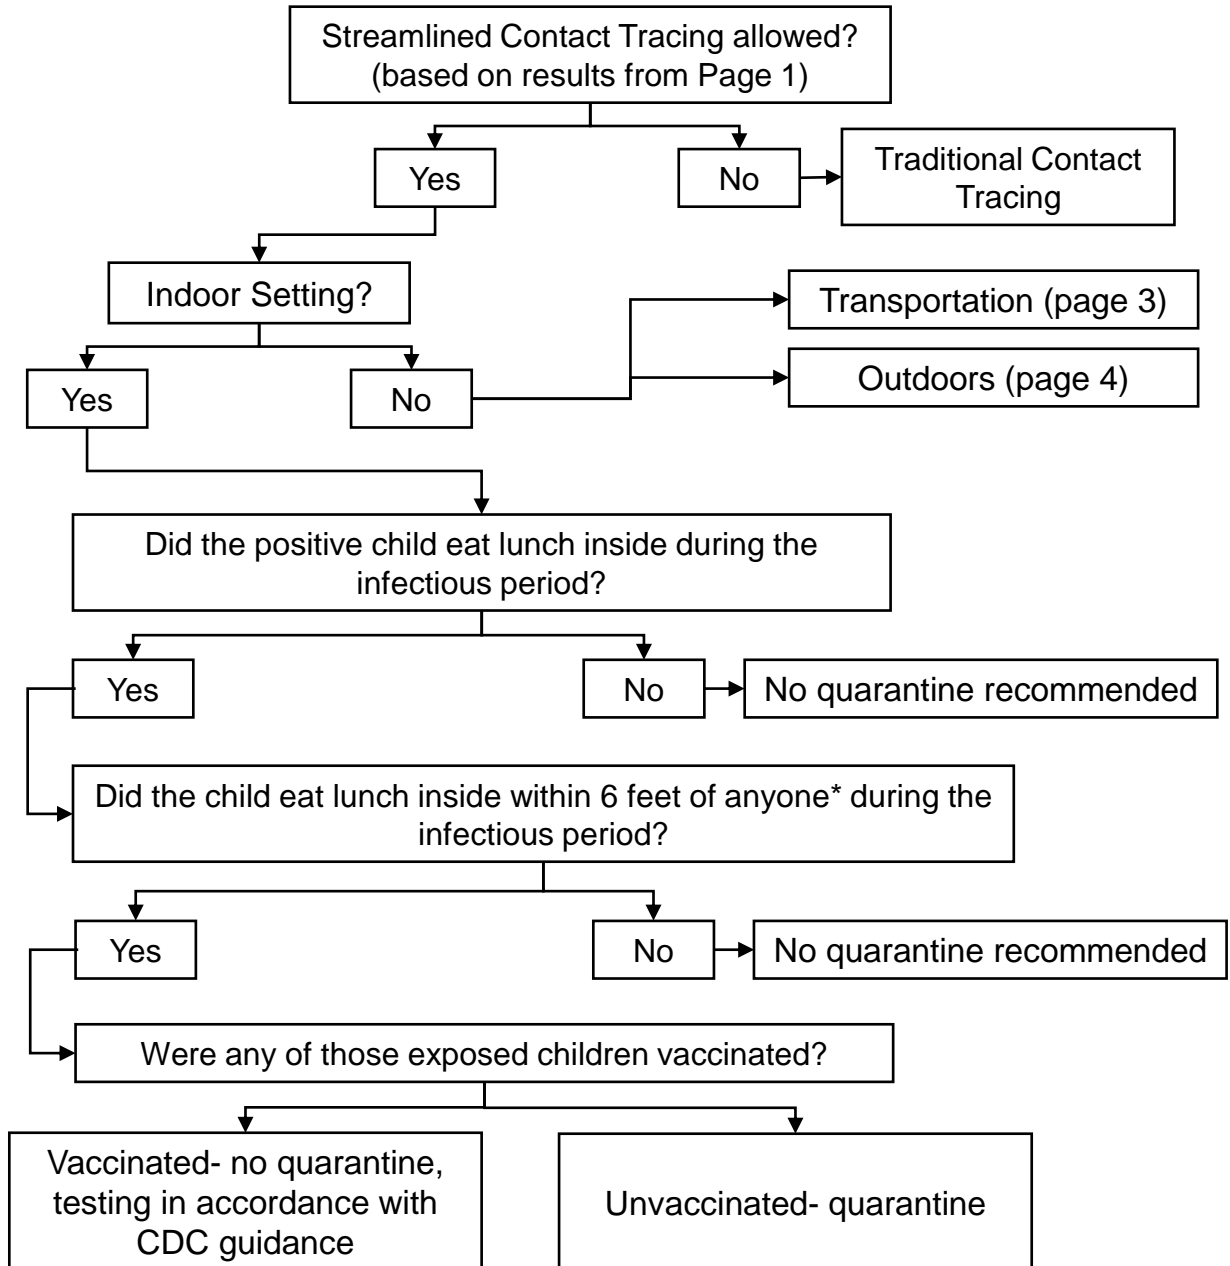 Streamlined Contact Tracing allowed?
(based on results from Page 1)
Yes
No
Traditional Contact
Tracing
Indoor Setting?
Transportation (page 3)
Yes
No
Outdoors (page 4)
Did the positive child eat lunch inside during the
infectious period?
Yes
No
No quarantine recommended
Did the child eat lunch inside within 6 feet of anyone* during the
infectious period?
Yes
No
No quarantine recommended
Were any of those exposed children vaccinated?
Vaccinated- no quarantine,
testing in accordance with
CDC guidance
Unvaccinated- quarantine